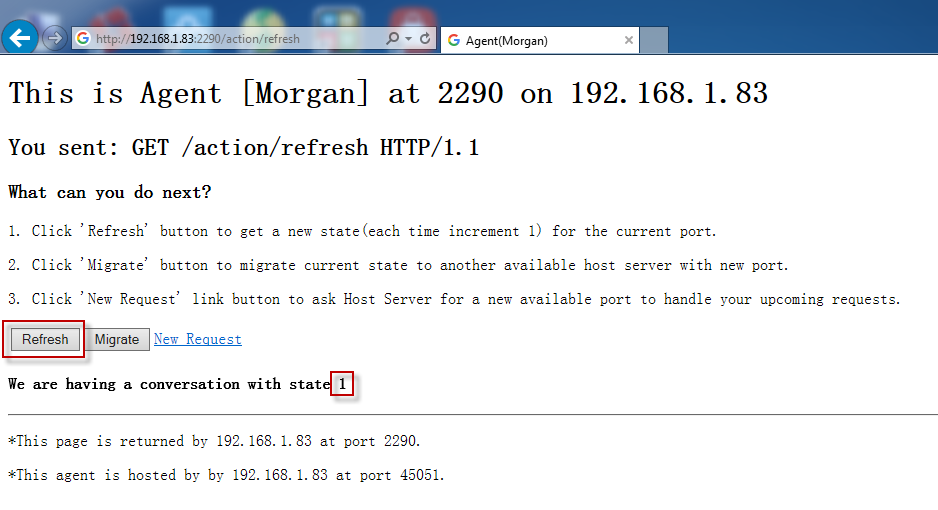 http://192.168.1.83:2290/action/refresh
Agent(Morgan)
This is Agent [Morgan] at 2290 on 192.168.1.83
You sent: GET /action/refresh HTTP/1.1
What can you do next?
1. Click 'Refresh' button to get a new state(each time increment 1) for the current port.
2. Click 'Migrate' button to migrate current state to another available host server with new port.
3. Click 'New Request' link button to ask Host Server for a new available port to handle your upcoming requests.
Refresh Migrate New Request
We are having a conversation with state 1
*This page is returned by 192.168.1.83 at port 2290.
*This agent is hosted by by 192.168.1.83 at port 45051.